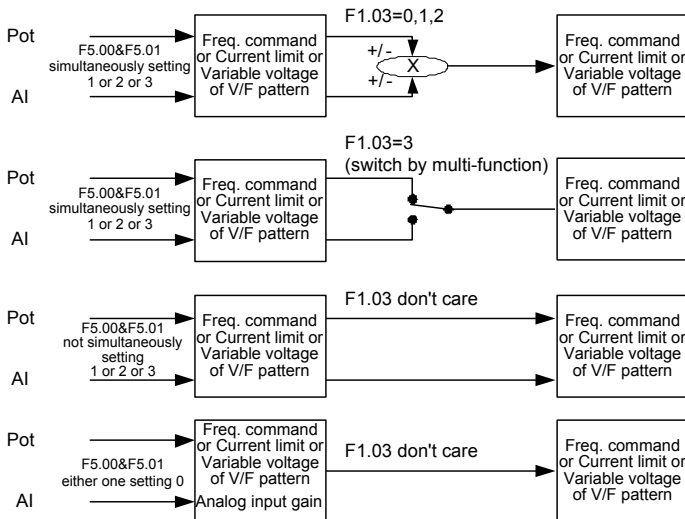 Pot
F5.00&F5.01
simultaneously setting
1 or 2 or 3
AI
Freq. command
or Current limit or
Variable voltage
of V/F pattern
F1.03=0,1,2
+/-
X
+/-
Freq. command
or Current limit or
Variable voltage
of V/F pattern
Pot
F5.00&F5.01
simultaneously setting
1 or 2 or 3
AI
Freq. command
or Current limit or
Variable voltage
of V/F pattern
F1.03=3
(switch by multi-function)
Freq. command
or Current limit or
Variable voltage
of V/F pattern
Pot
F5.00&F5.01
not simultaneously
setting
1 or 2 or 3
AI
Freq. command
or Current limit or
Variable voltage
of V/F pattern
F1.03 don't care
Freq. command
or Current limit or
Variable voltage
of V/F pattern
Pot
F5.00&F5.01
either one setting 0
AI
Freq. command
or Current limit or
Variable voltage
of V/F pattern
Analog input gain
F1.03 don't care
Freq. command
or Current limit or
Variable voltage
of V/F pattern